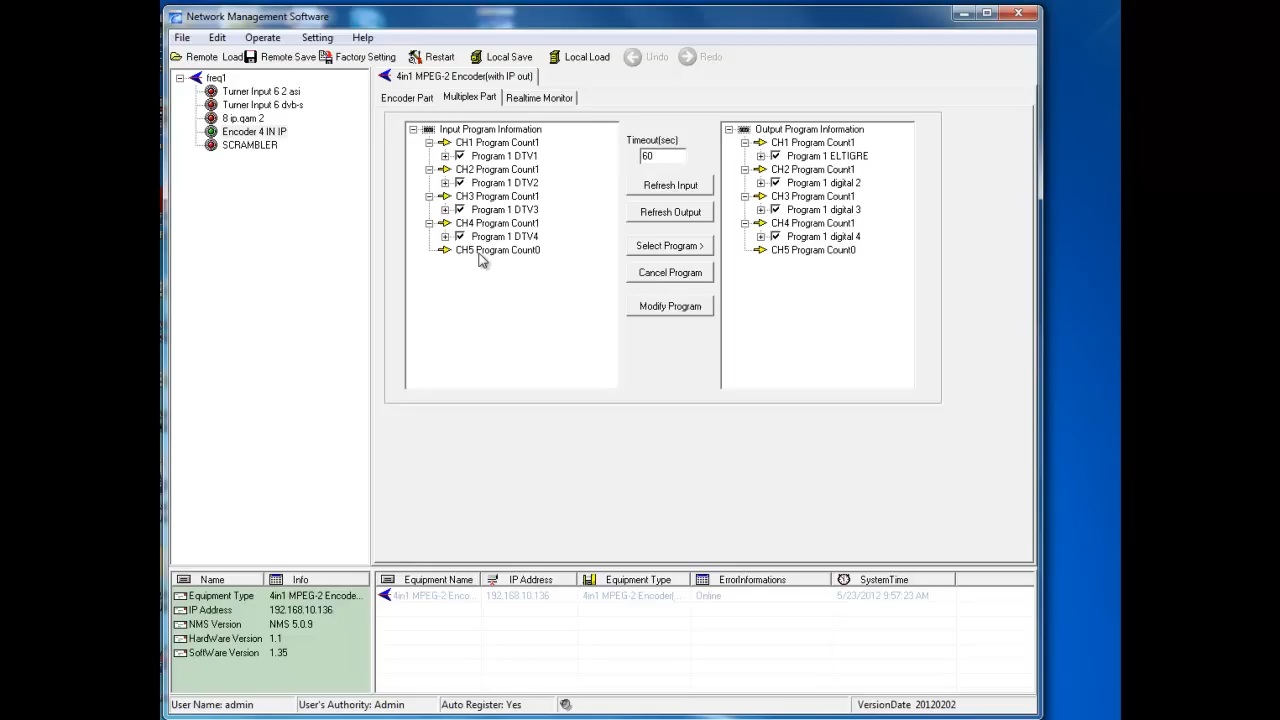 Network Management Software
File Edit Operate Setting Help
Remote Load Remote Save Factory Setting Restart Local Save Local Load Undo Redo
freq1
Turner Input 6 2 asi
Turner Input 6 dvb-s
8 ip.qam 2
Encoder 4 IN IP
SCRAMBLER
4in1 MPEG-2 Encoder(with IP out)
Encoder Part Multiplex Part Realtime Monitor
Input Program Information
CH1 Program Count1
Program 1 DTV1
CH2 Program Count1
Program 1 DTV2
CH3 Program Count1
Program 1 DTV3
CH4 Program Count1
Program 1 DTV4
CH5 Program Count0
Timeout(sec)
60
Refresh Input
Refresh Output
Select Program >
Cancel Program
Modify Program
Output Program Information
CH1 Program Count1
Program 1 ELTIGRE
CH2 Program Count1
Program 1 digital 2
CH3 Program Count1
Program 1 digital 3
CH4 Program Count1
Program 1 digital 4
CH5 Program Count0
Name Info
Equipment Type 4in1 MPEG-2 Encode...
IP Address 192.168.10.136
NMS Version NMS 5.0.9
HardWare Version 1.1
SoftWare Version 1.35
Equipment Name IP Address Equipment Type ErrorInformations SystemTime
4in1 MPEG-2 Enco... 192.168.10.136 4in1 MPEG-2 Encoder(... Online 5/23/2012 9:57:23 AM
User Name: admin User's Authority: Admin Auto Register: Yes VersionDate 20120202